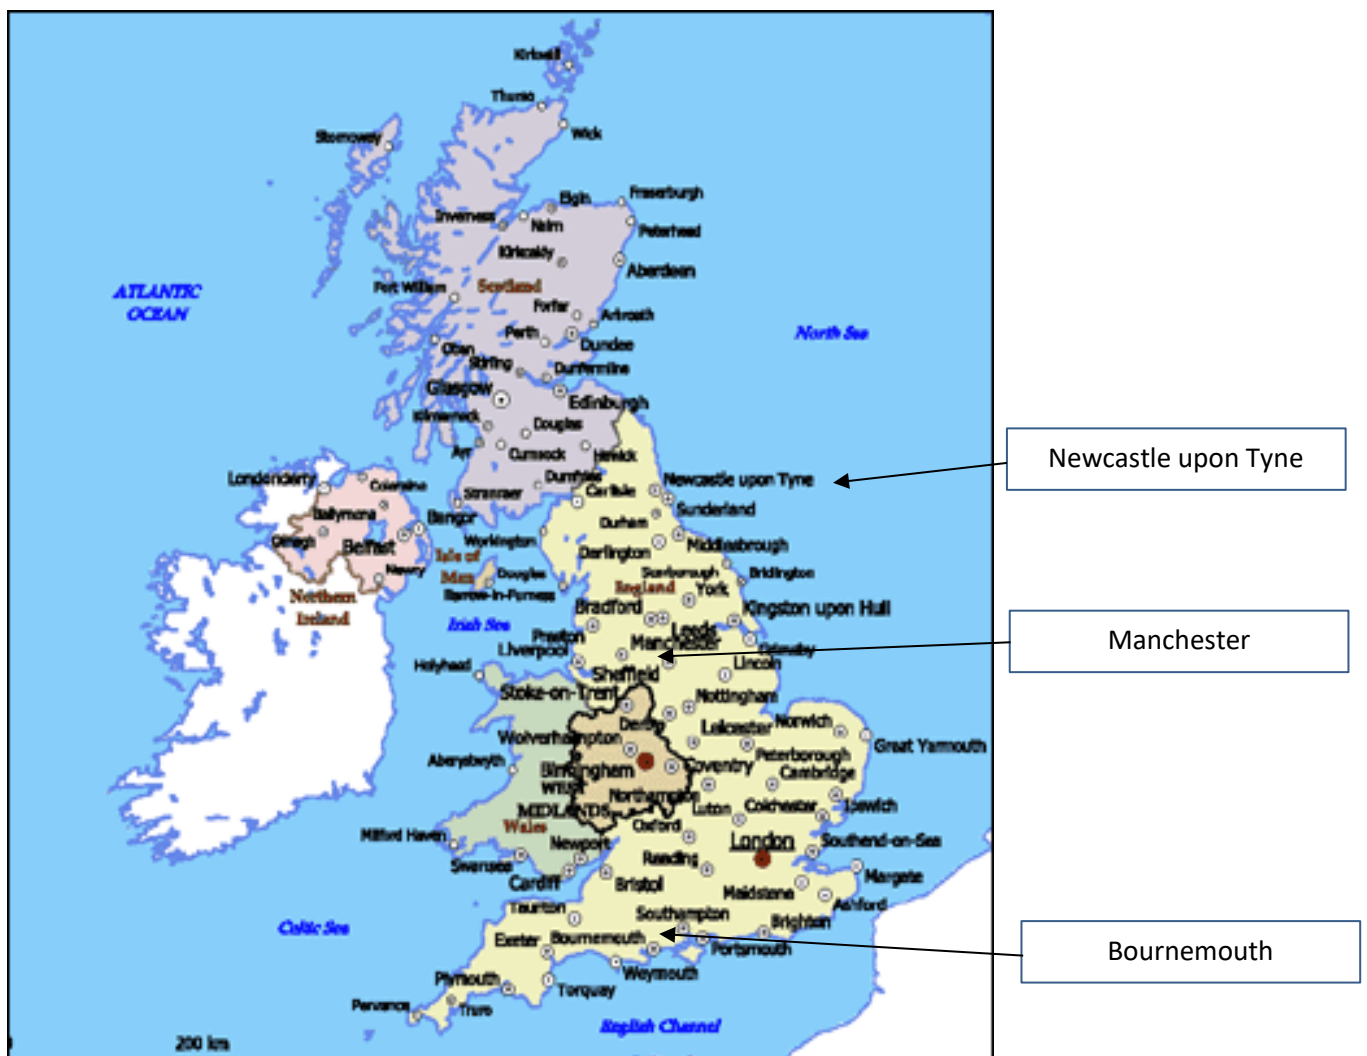 Kirkwall
Thurso
Wick
Stornoway
Elgin
Fraserburgh
Inverness
Nairn
Peterhead
Kirkcaldy
Aberdeen
Fort William
Scotland
ATLANTIC
OCEAN
Forfar
Arbroath
North Sea
Perth
Dundee
Oban
Stirling
Dunfermline
Glasgow
Edinburgh
Kilmarnock
Douglas
Ayr
Cumnock
Hawick
Newcastle upon Tyne
Londonderry
Coleraine
Dumfries
Newcastle upon Tyne
Stranraer
Carlisle
Sunderland
Ballymena
Bangor
Durham
Omagh
Belfast
Workington
Darlington
Middlesbrough
Isle of
Man
Newry
Douglas
Scarborough
Bridlington
Barrow-in-Furness
England
York
Northern
Ireland
Bradford
Kingston upon Hull
Irish Sea
Preston
Leeds
Manchester
Grimsby
Manchester
Liverpool
Holyhead
Sheffield
Lincoln
Stoke-on-Trent
Nottingham
Derby
Leicester
Norwich
Wolverhampton
Great Yarmouth
Peterborough
Aberystwyth
Birmingham
Coventry
Cambridge
WEST
MIDLANDS
Northampton
Luton
Colchester
Ipswich
Wales
Milford Haven
Oxford
London
Southend-on-Sea
Newport
Swansea
Reading
Cardiff
Bristol
Margate
Maidstone
Ashford
Taunton
Southampton
Celtic Sea
Brighton
Exeter
Bournemouth
Portsmouth
Bournemouth
Weymouth
Plymouth
Torquay
Penzance
Truro
English Channel
200 km